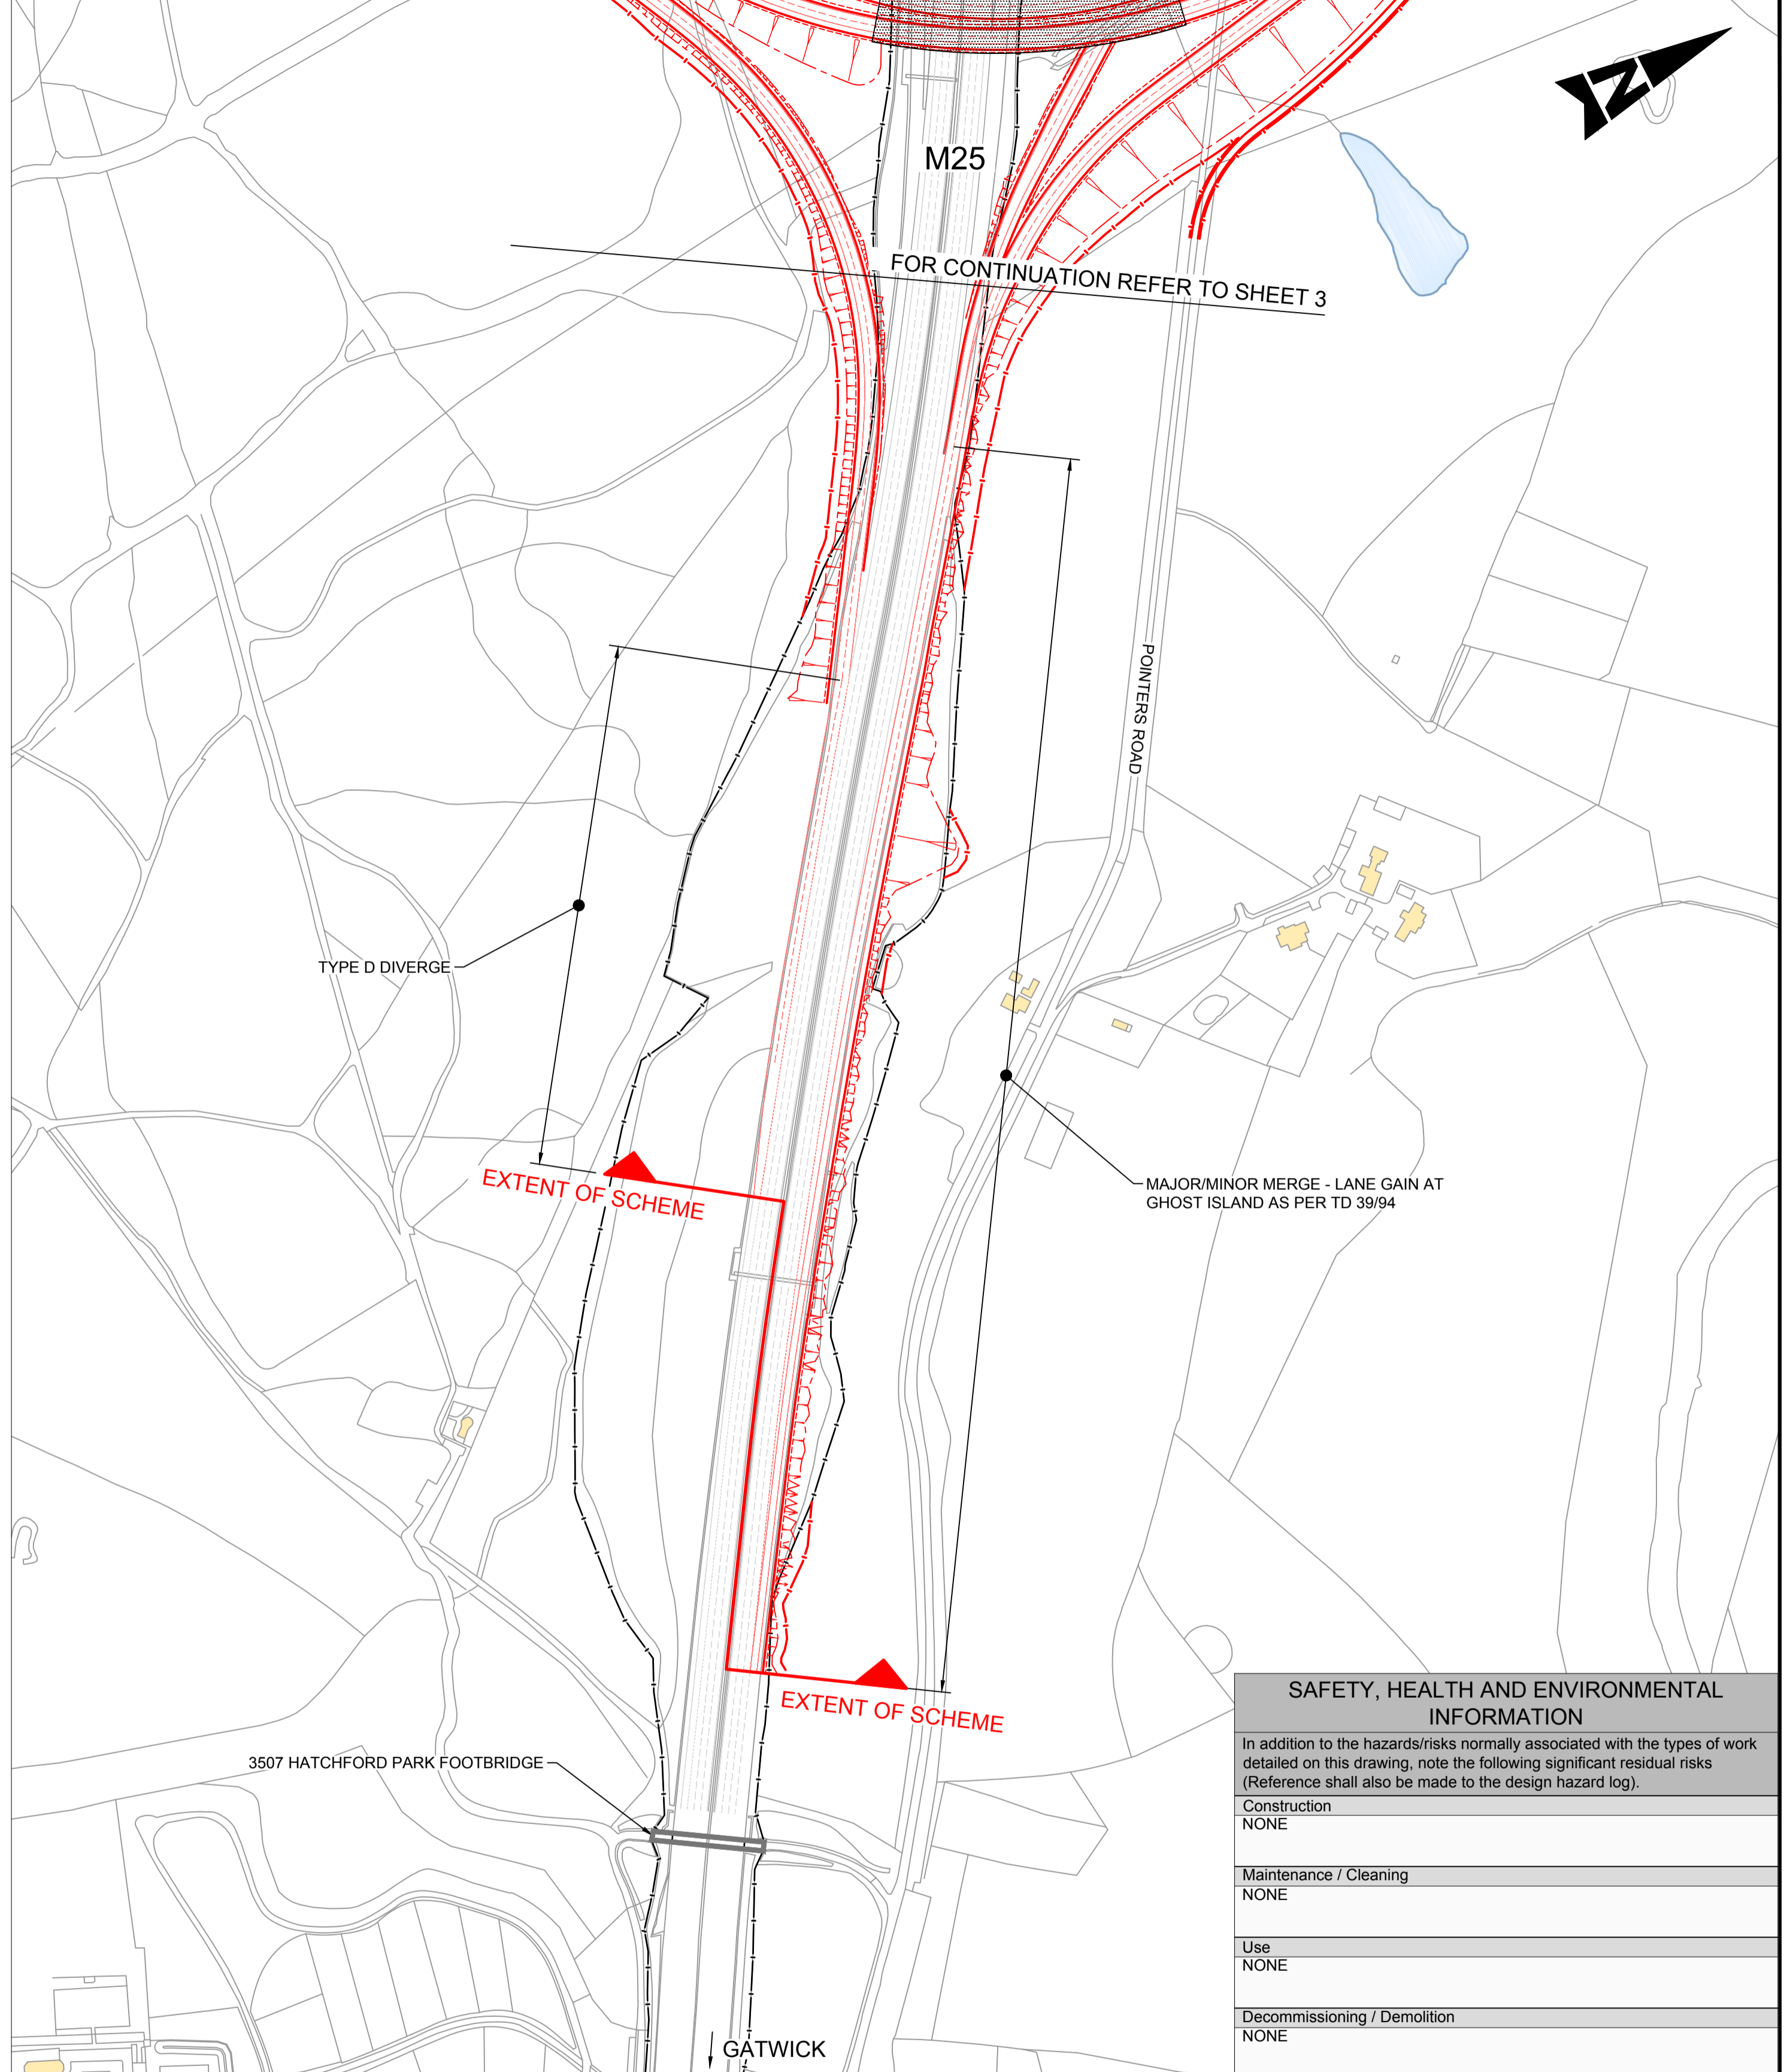 N
M25
FOR CONTINUATION REFER TO SHEET 3
POINTERS ROAD
TYPE D DIVERGE
EXTENT OF SCHEME
MAJOR/MINOR MERGE - LANE GAIN AT
GHOST ISLAND AS PER TD 39/94
EXTENT OF SCHEME
3507 HATCHFORD PARK FOOTBRIDGE
GATWICK
SAFETY, HEALTH AND ENVIRONMENTAL
INFORMATION
In addition to the hazards/risks normally associated with the types of work
detailed on this drawing, note the following significant residual risks
(Reference shall also be made to the design hazard log).
Construction
NONE
Maintenance / Cleaning
NONE
Use
NONE
Decommissioning / Demolition
NONE